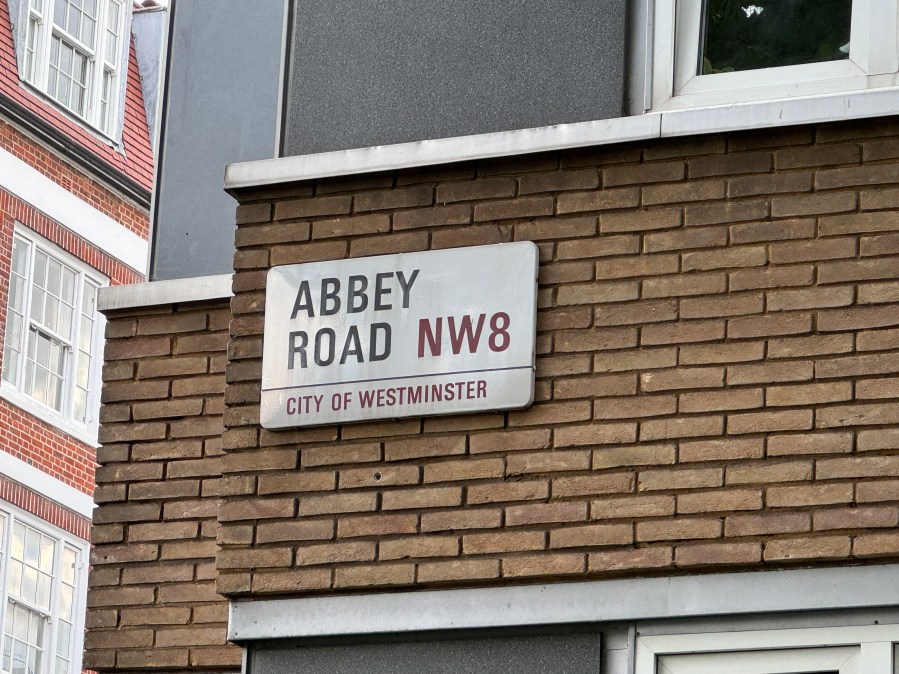 ABBEY
ROAD NW8
CITY OF WESTMINSTER